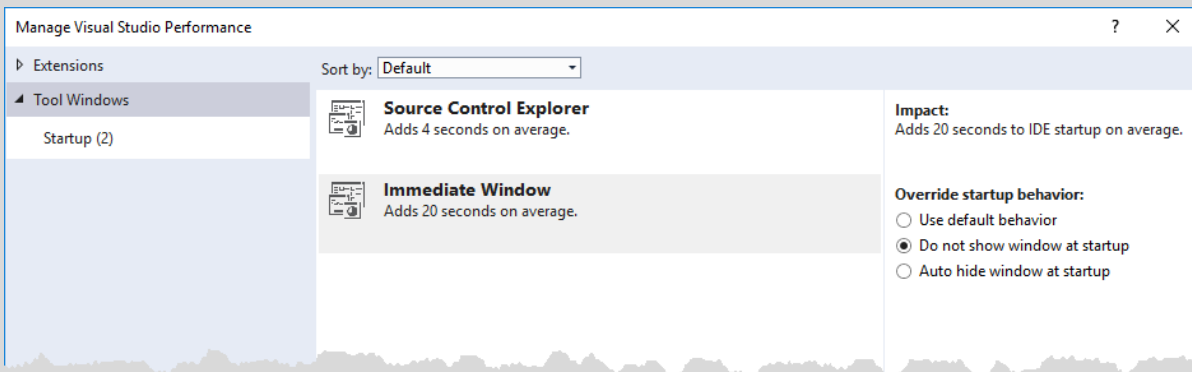 Manage Visual Studio Performance
?
Extensions
Tool Windows
Startup (2)
Sort by: Default
Source Control Explorer
Adds 4 seconds on average.
Immediate Window
Adds 20 seconds on average.
Impact:
Adds 20 seconds to IDE startup on average.
Override startup behavior:
Use default behavior
Do not show window at startup
Auto hide window at startup